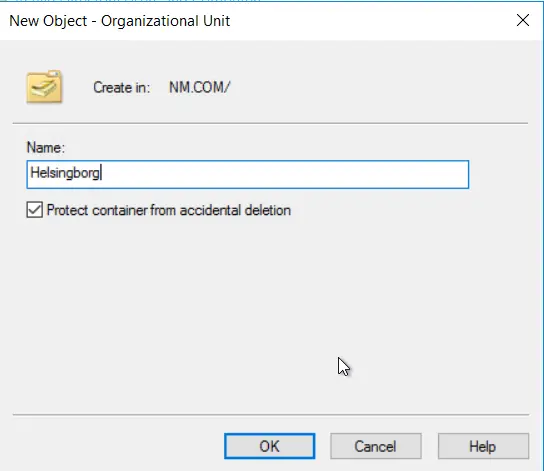 New Object - Organizational Unit
Create in: NM.COM/
Name:
Helsingborg
Protect container from accidental deletion
OK Cancel Help